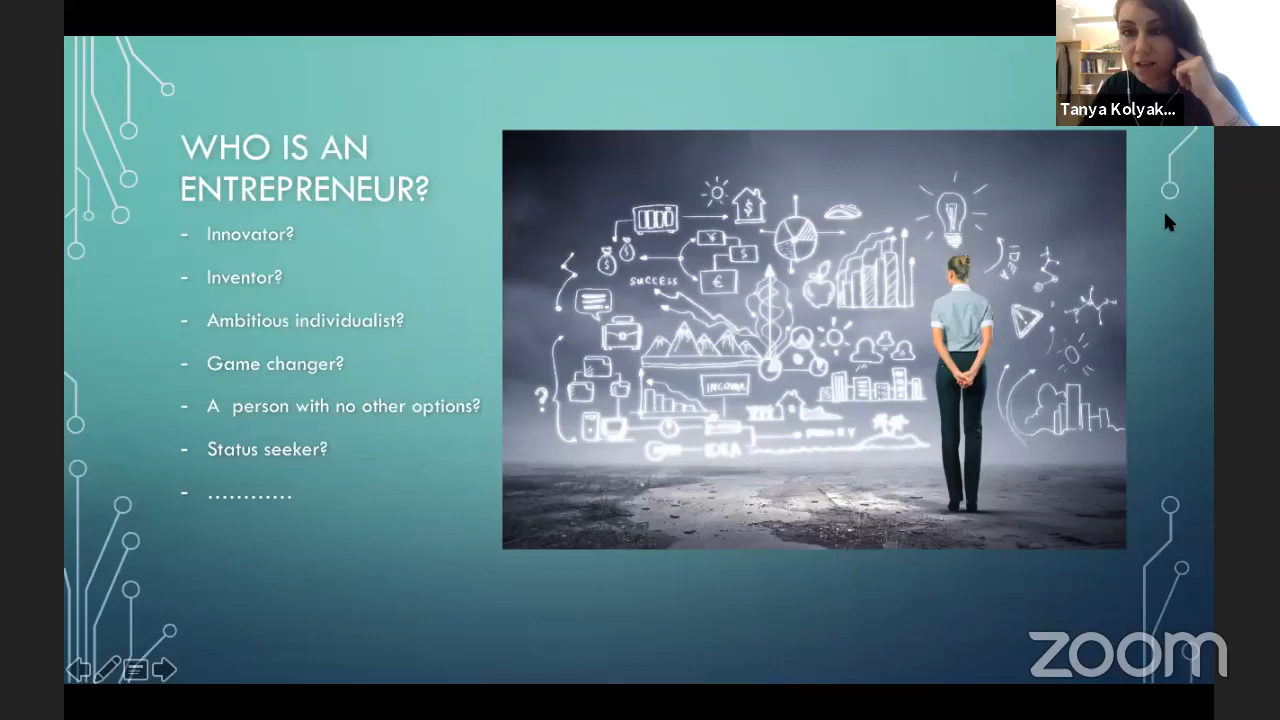 Tanya Kolyak...
WHO IS AN
ENTREPRENEUR?
- Innovator?
- Inventor?
- Ambitious individualist?
- Game changer?
- A person with no other options?
- Status seeker?
- ............
$
$
¥
$
€
SUCCESS
IDEA
INCOME
?
IDEA
zoom